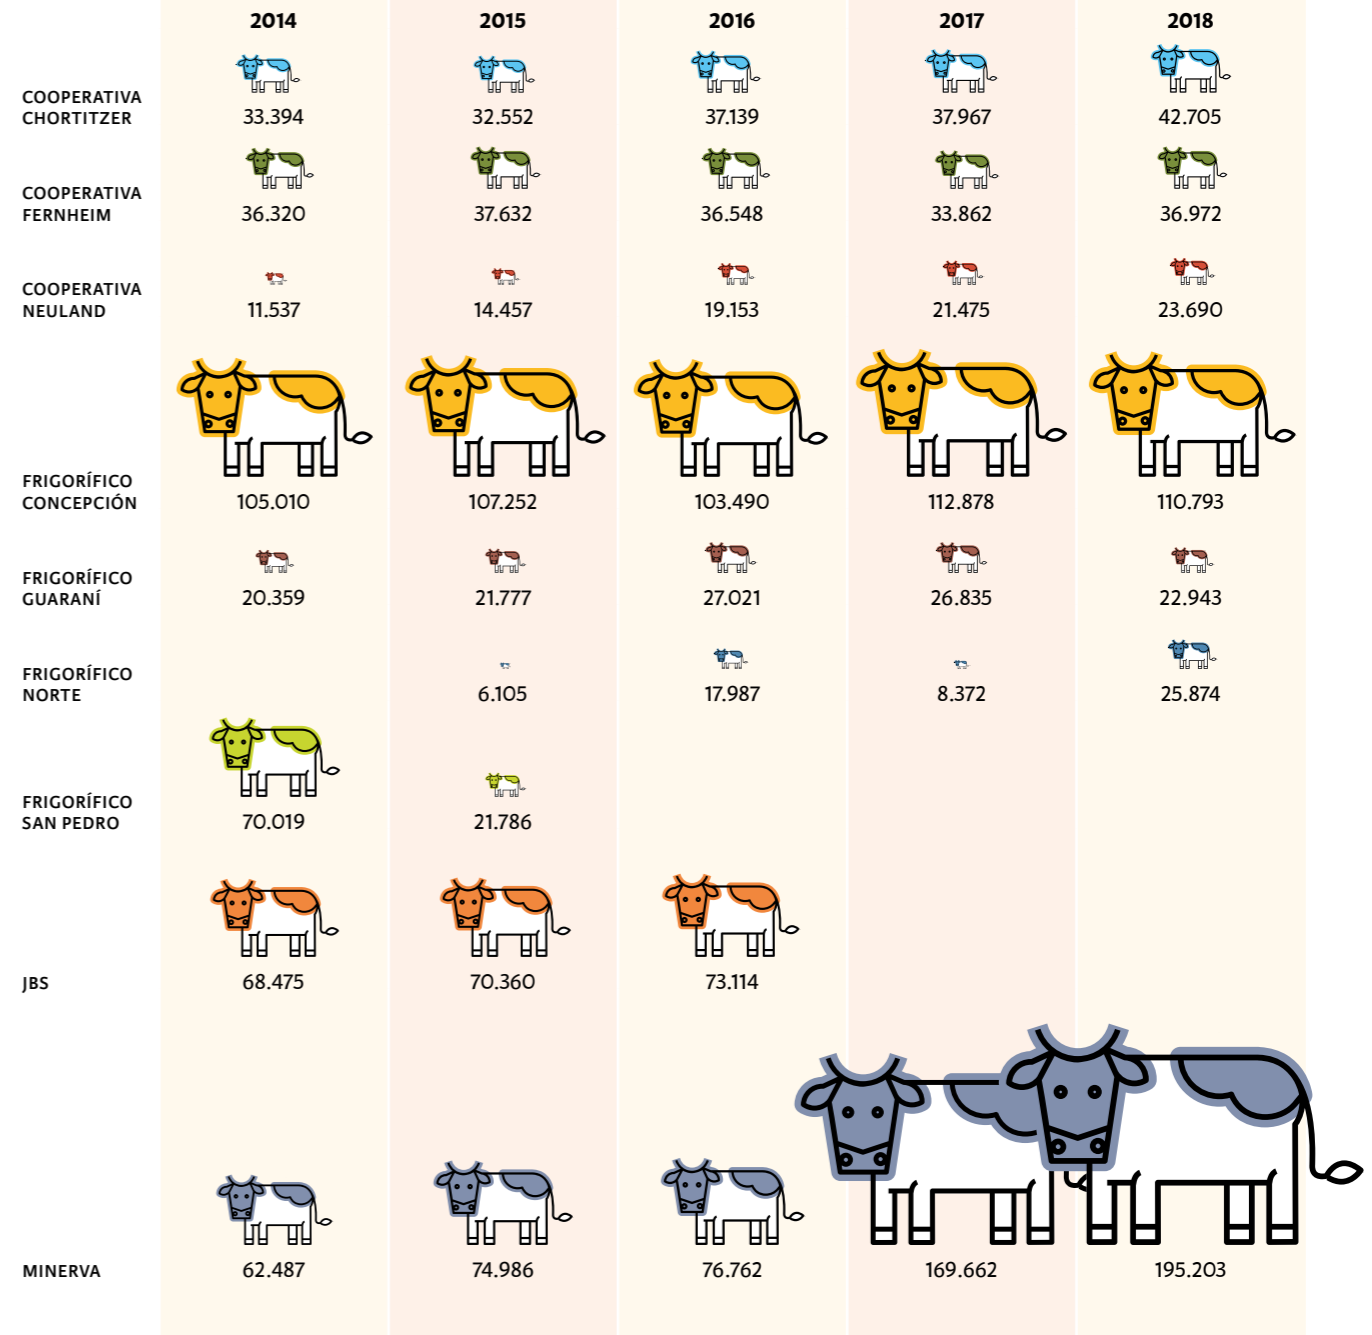 2014 2015 2016 2017 2018
COOPERATIVA
CHORTITZER
33.394 32.552 37.139 37.967 42.705
COOPERATIVA
FERNHEIM
36.320 37.632 36.548 33.862 36.972
COOPERATIVA
NEULAND
11.537 14.457 19.153 21.475 23.690
FRIGORÍFICO
CONCEPCIÓN
105.010 107.252 103.490 112.878 110.793
FRIGORÍFICO
GUARANÍ
20.359 21.777 27.021 26.835 22.943
FRIGORÍFICO
NORTE
6.105 17.987 8.372 25.874
FRIGORÍFICO
SAN PEDRO
70.019 21.786
JBS
68.475 70.360 73.114
MINERVA
62.487 74.986 76.762 169.662 195.203